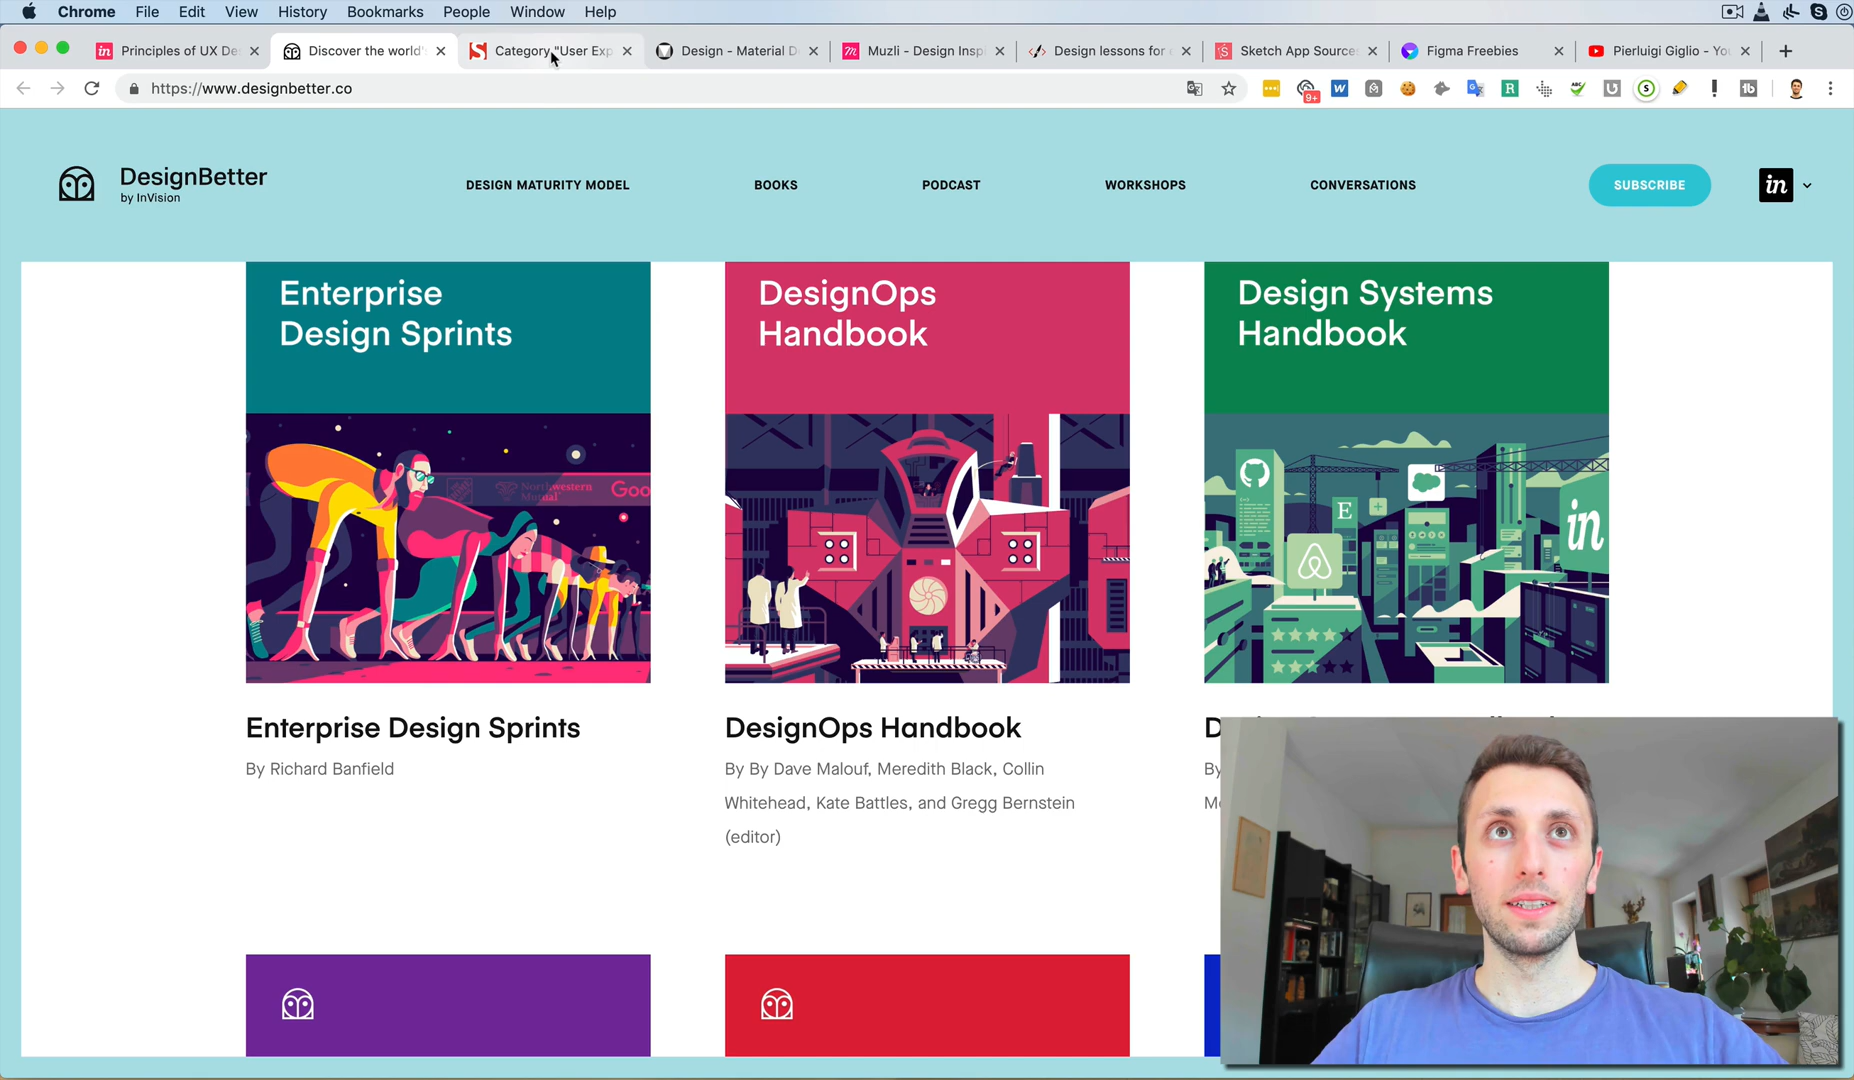 Chrome File Edit View History Bookmarks People Window Help
Principles of UX De
Discover the world'
Category "User Exp
Design - Material D
Muzli - Design Insp
Design lessons for
Sketch App Source
Figma Freebies
Pierluigi Giglio - You
https://www.designbetter.co
9+
DesignBetter
by InVision
DESIGN MATURITY MODEL
BOOKS
PODCAST
WORKSHOPS
CONVERSATIONS
SUBSCRIBE
in
Enterprise
Design Sprints
DesignOps
Handbook
Design Systems
Handbook
Northwestern
Mutual
Goo
E
in
Enterprise Design Sprints
By Richard Banfield
DesignOps Handbook
By By Dave Malouf, Meredith Black, Collin
Whitehead, Kate Battles, and Gregg Bernstein
(editor)
By